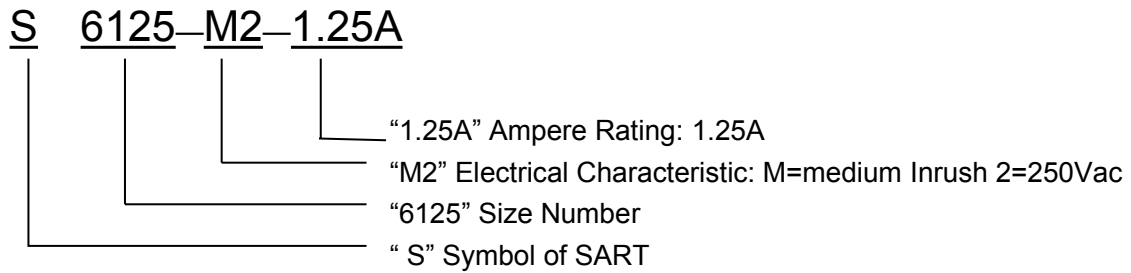 S 6125—M2—1.25A
“1.25A” Ampere Rating: 1.25A
“M2” Electrical Characteristic: M=medium Inrush 2=250Vac
“6125” Size Number
“ S” Symbol of SART